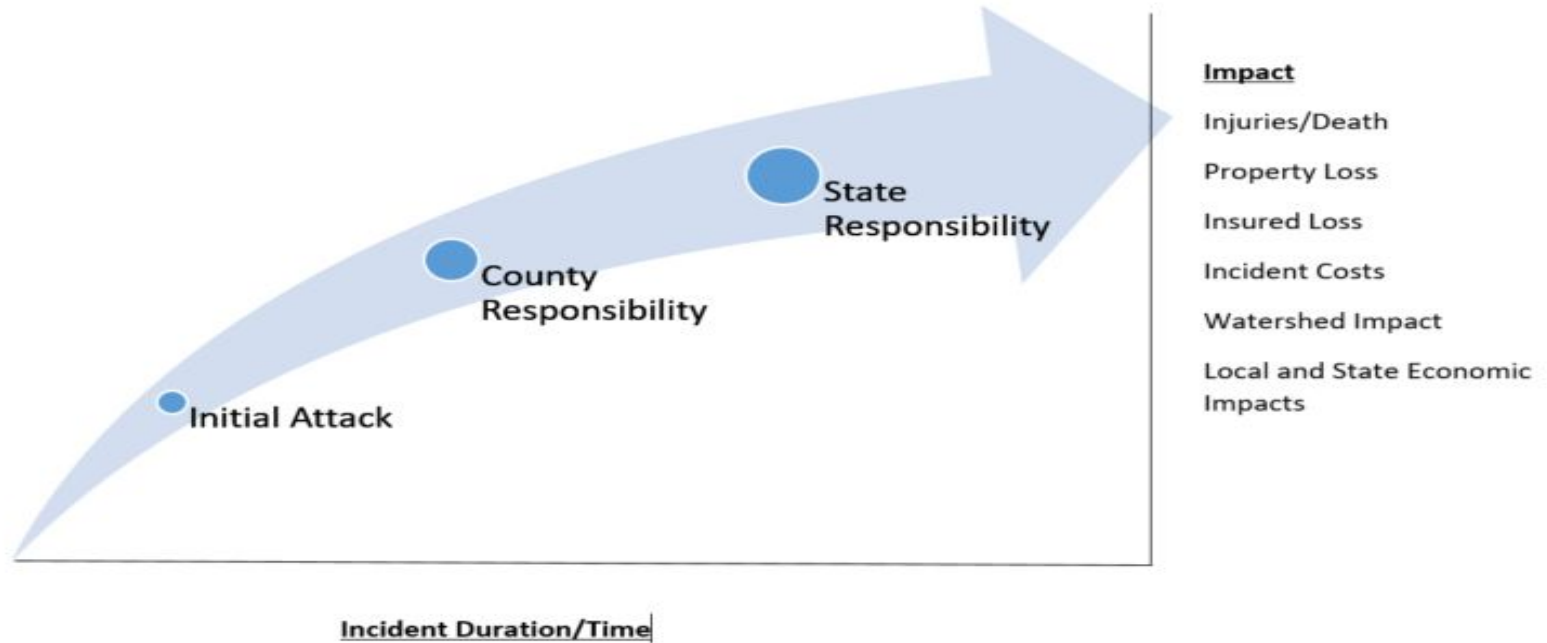 Impact
Injuries/Death
Property Loss
Insured Loss
Incident Costs
Watershed Impact
Local and State Economic
Impacts
State
Responsibility
County
Responsibility
Initial Attack
Incident Duration/Time